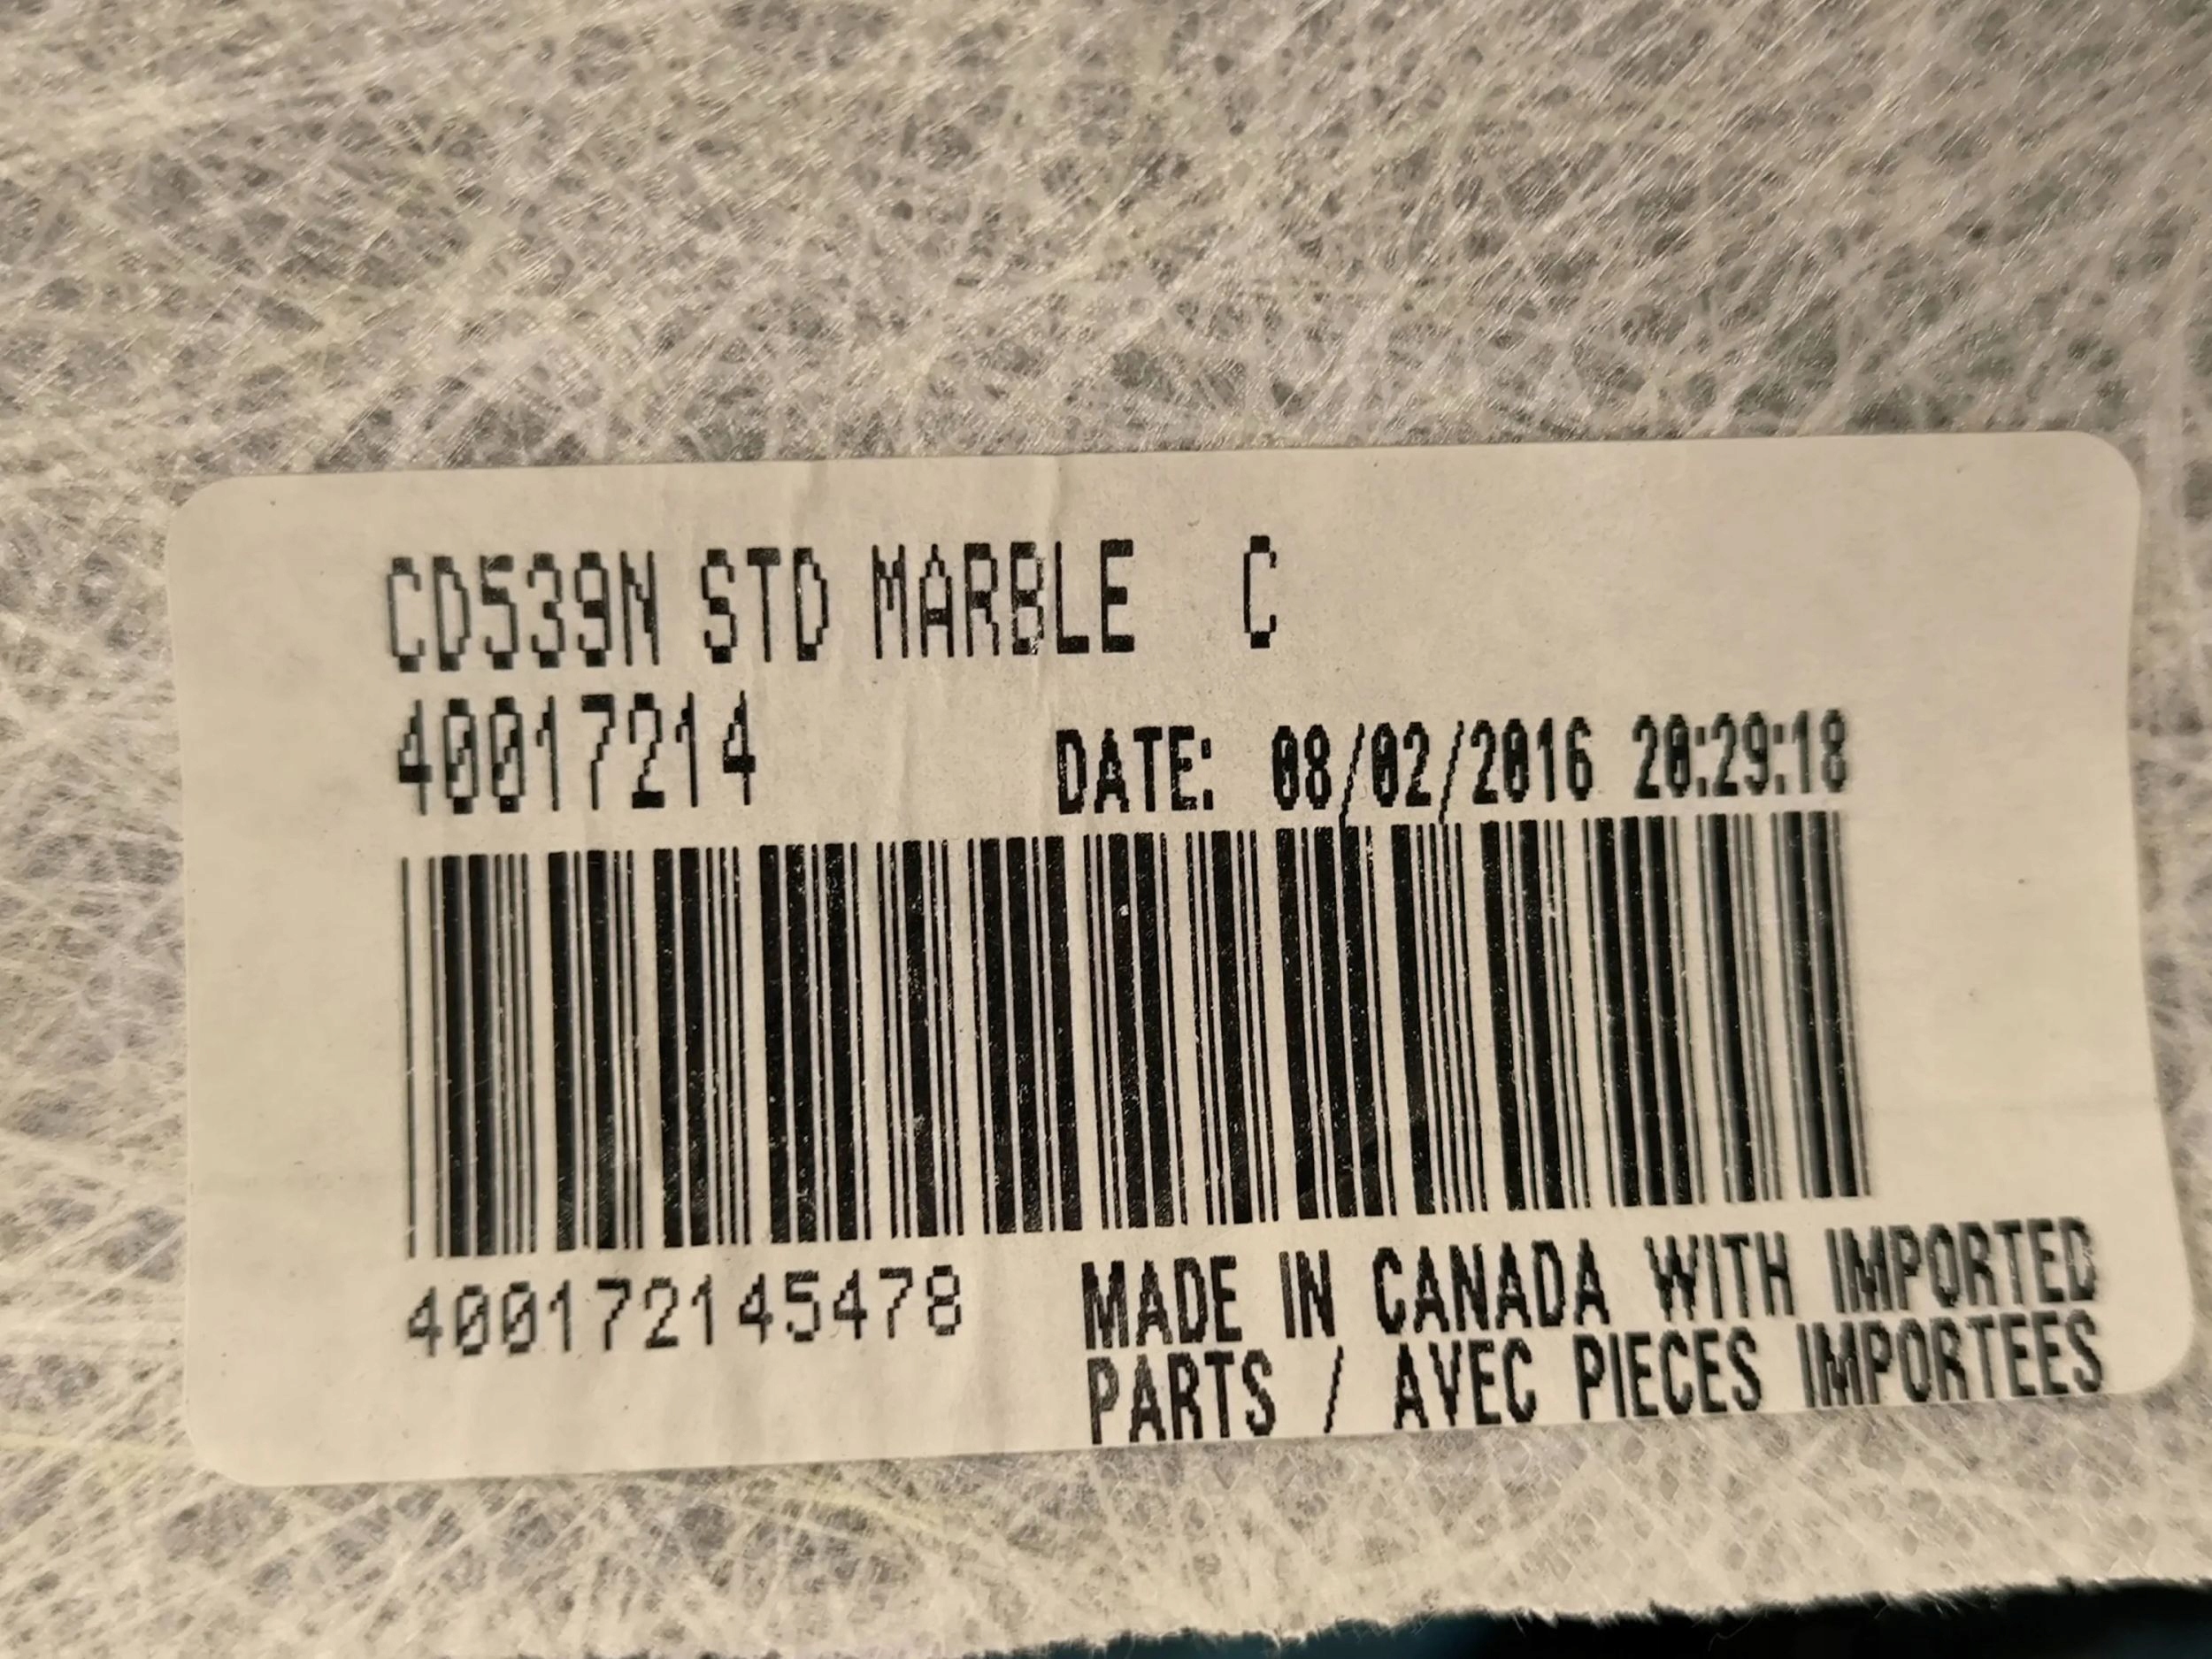 CD539N STD MARBLE C
40017214
DATE: 08/02/2016 20:29:18
400172145478
MADE IN CANADA WITH IMPORTED
PARTS / AVEC PIECES IMPORTEES